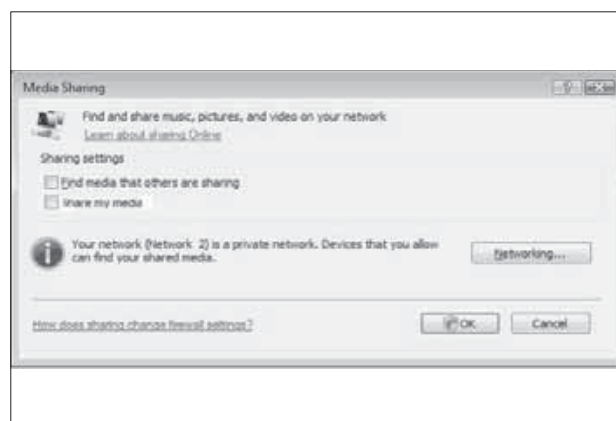 Media Sharing
Find and share music, pictures, and video on your network
Learn about sharing Online
Sharing settings
Find media that others are sharing
Share my media
Your network (Network 2) is a private network. Devices that you allow
can find your shared media.
Networking...
How does sharing change firewall settings?
OK
Cancel